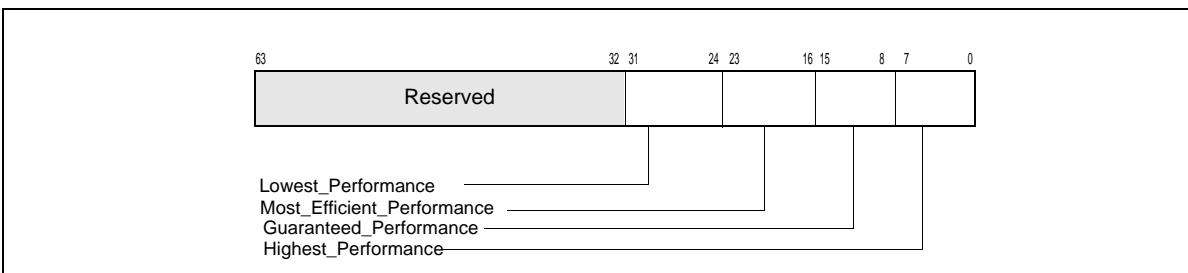 63 32 31 24 23 16 15 8 7 0
Reserved
Lowest_Performance
Most_Efficient_Performance
Guaranteed_Performance
Highest_Performance